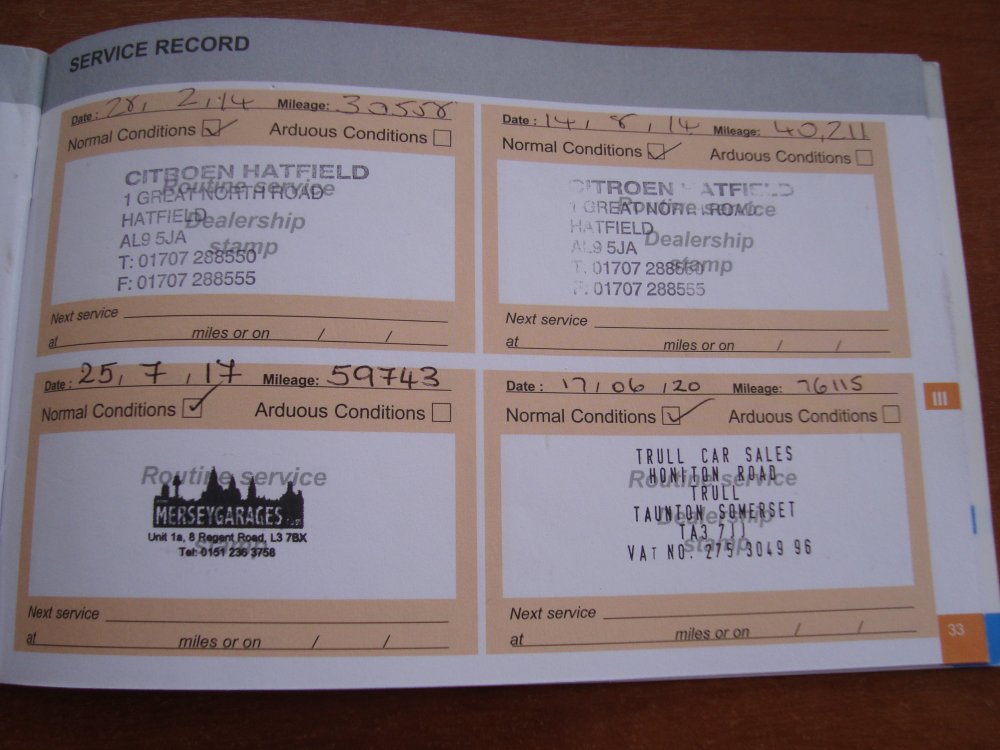 SERVICE RECORD
Date: 28, 2, 14 Mileage: 30558
Normal Conditions Arduous Conditions
Routine service
Dealership
stamp
CITROEN HATFIELD
1 GREAT NORTH ROAD
HATFIELD
AL9 5JA
T: 01707 288550
F: 01707 288555
Next service
at miles or on / /
Date: 14, 8, 14 Mileage: 40,211
Normal Conditions Arduous Conditions
Routine service
Dealership
stamp
CITROEN HATFIELD
1 GREAT NORTH ROAD
HATFIELD
AL9 5JA
T: 01707 288550
F: 01707 288555
Next service
at miles or on / /
Date: 25, 7, 17 Mileage: 59743
Normal Conditions Arduous Conditions
Routine service
stamp
MERSEYGARAGES
Unit 1a, 8 Regent Road, L3 7BX
Tel: 0151 236 3758
Next service
at miles or on / /
Date: 17, 06, 20 Mileage: 76115
Normal Conditions Arduous Conditions
Routine service
Dealership
stamp
TRULL CAR SALES
HONITON ROAD
TRULL
TAUNTON SOMERSET
TA3
VAT NO. 275 3049 96
Next service
at miles or on / /
III
33